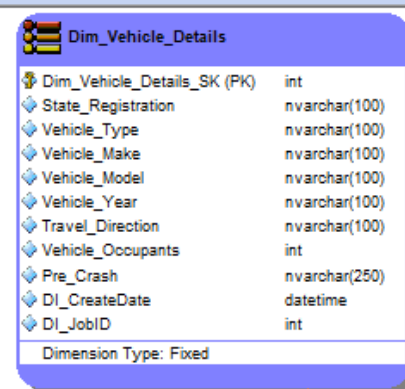 Dim_Vehicle_Details
Dim_Vehicle_Details_SK (PK) int
State_Registration nvarchar(100)
Vehicle_Type nvarchar(100)
Vehicle_Make nvarchar(100)
Vehicle_Model nvarchar(100)
Vehicle_Year nvarchar(100)
Travel_Direction nvarchar(100)
Vehicle_Occupants int
Pre_Crash nvarchar(250)
DI_CreateDate datetime
DI_JobID int
Dimension Type: Fixed